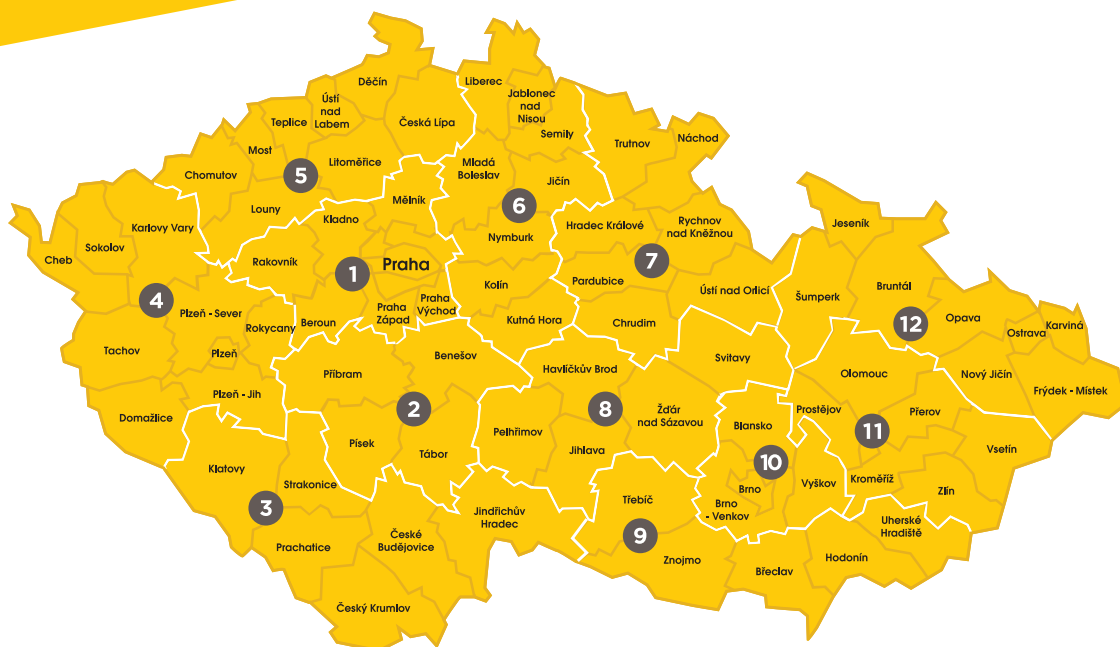 Děčín
Liberec
Ústí
nad
Labem
Jablonec
nad
Nisou
Teplice
Česká Lípa
Semily
Trutnov
Náchod
Most
Litoměřice
Mladá
Boleslav
Chomutov
5
Jičín
Mělník
6
Louny
Kladno
Hradec Králové
Rychnov
nad Kněžnou
Jeseník
Karlovy Vary
Nymburk
Sokolov
Cheb
Rakovník
1
Praha
7
Kolín
Pardubice
Ústí nad Orlicí
Šumperk
Bruntál
4
Plzeň - Sever
Rokycany
Beroun
Praha
Západ
Praha
Východ
Kutná Hora
Chrudim
12
Opava
Ostrava
Karviná
Tachov
Plzeň
Benešov
Svitavy
Příbram
Havlíčkův Brod
Olomouc
Nový Jičín
Frýdek - Místek
Plzeň - Jih
Domažlice
2
8
Žďár
nad Sázavou
Prostějov
Přerov
11
Blansko
Pelhřimov
Písek
Tábor
Jihlava
Vsetín
Klatovy
10
Strakonice
Brno
Vyškov
Kroměříž
Zlín
3
Třebíč
Brno
- Venkov
Jindřichův
Hradec
České
Budějovice
9
Uherské
Hradiště
Prachatice
Znojmo
Břeclav
Hodonín
Český Krumlov